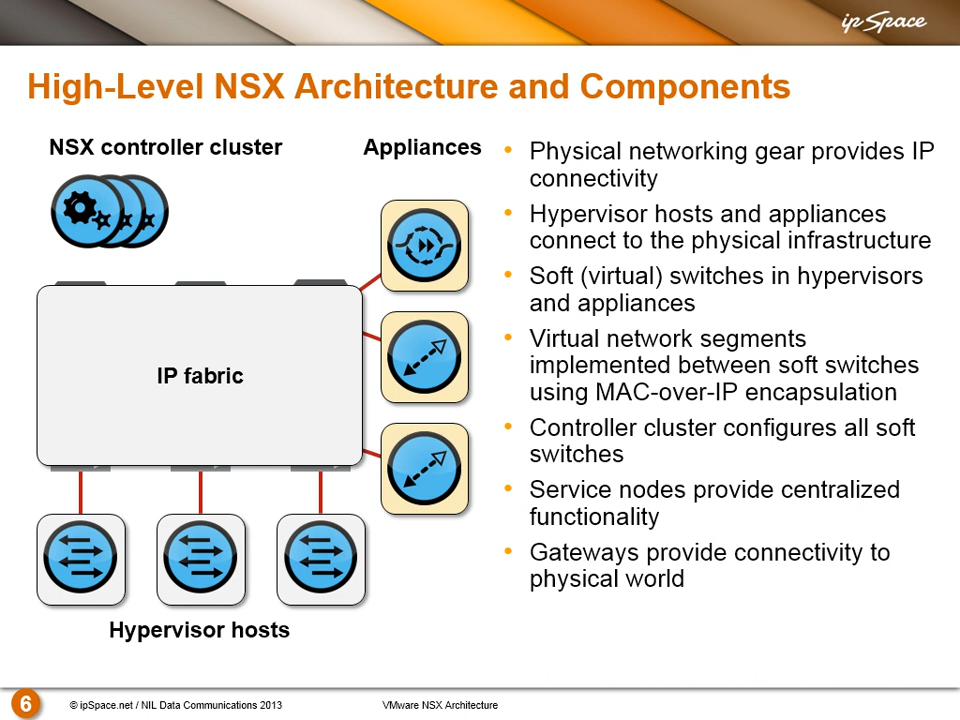 ipSpace
High-Level NSX Architecture and Components
NSX controller cluster
Appliances
IP fabric
Hypervisor hosts
• Physical networking gear provides IP
connectivity
• Hypervisor hosts and appliances
connect to the physical infrastructure
• Soft (virtual) switches in hypervisors
and appliances
• Virtual network segments
implemented between soft switches
using MAC-over-IP encapsulation
• Controller cluster configures all soft
switches
• Service nodes provide centralized
functionality
• Gateways provide connectivity to
physical world
6
© ipSpace.net / NIL Data Communications 2013
VMware NSX Architecture